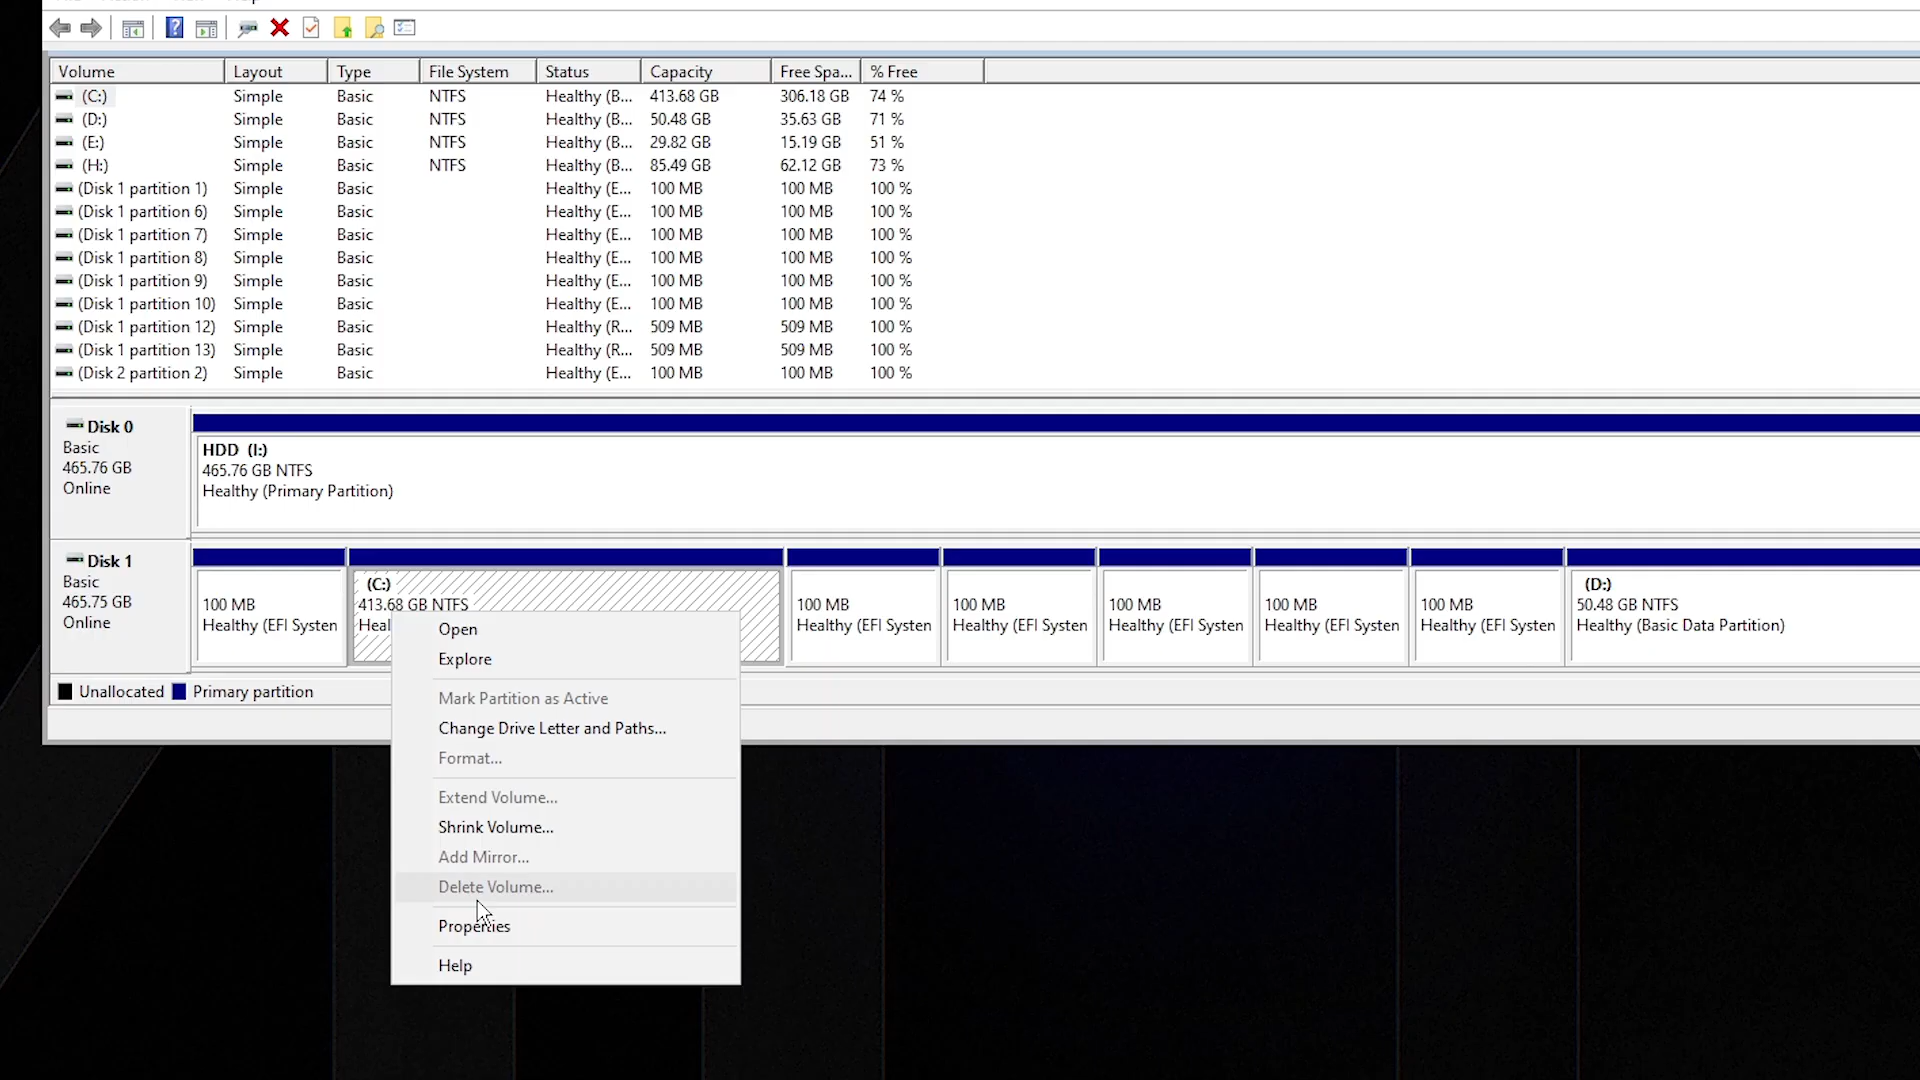 Volume Layout Type File System Status Capacity Free Spa... % Free
(C:) Simple Basic NTFS Healthy (B... 413.68 GB 306.18 GB 74 %
(D:) Simple Basic NTFS Healthy (B... 50.48 GB 35.63 GB 71 %
(E:) Simple Basic NTFS Healthy (B... 29.82 GB 15.19 GB 51 %
(H:) Simple Basic NTFS Healthy (B... 85.49 GB 62.12 GB 73 %
(Disk 1 partition 1) Simple Basic Healthy (E... 100 MB 100 MB 100 %
(Disk 1 partition 6) Simple Basic Healthy (E... 100 MB 100 MB 100 %
(Disk 1 partition 7) Simple Basic Healthy (E... 100 MB 100 MB 100 %
(Disk 1 partition 8) Simple Basic Healthy (E... 100 MB 100 MB 100 %
(Disk 1 partition 9) Simple Basic Healthy (E... 100 MB 100 MB 100 %
(Disk 1 partition 10) Simple Basic Healthy (E... 100 MB 100 MB 100 %
(Disk 1 partition 12) Simple Basic Healthy (R... 509 MB 509 MB 100 %
(Disk 1 partition 13) Simple Basic Healthy (R... 509 MB 509 MB 100 %
(Disk 2 partition 2) Simple Basic Healthy (E... 100 MB 100 MB 100 %
Disk 0
Basic
465.76 GB
Online
HDD (I:)
465.76 GB NTFS
Healthy (Primary Partition)
Disk 1
Basic
465.75 GB
Online
100 MB
Healthy (EFI Systen
(C:)
413.68 GB NTFS
Heal
100 MB
Healthy (EFI Systen
100 MB
Healthy (EFI Systen
100 MB
Healthy (EFI Systen
100 MB
Healthy (EFI Systen
100 MB
Healthy (EFI Systen
(D:)
50.48 GB NTFS
Healthy (Basic Data Partition)
Unallocated Primary partition
Open
Explore
Mark Partition as Active
Change Drive Letter and Paths...
Format...
Extend Volume...
Shrink Volume...
Add Mirror...
Delete Volume...
Properties
Help